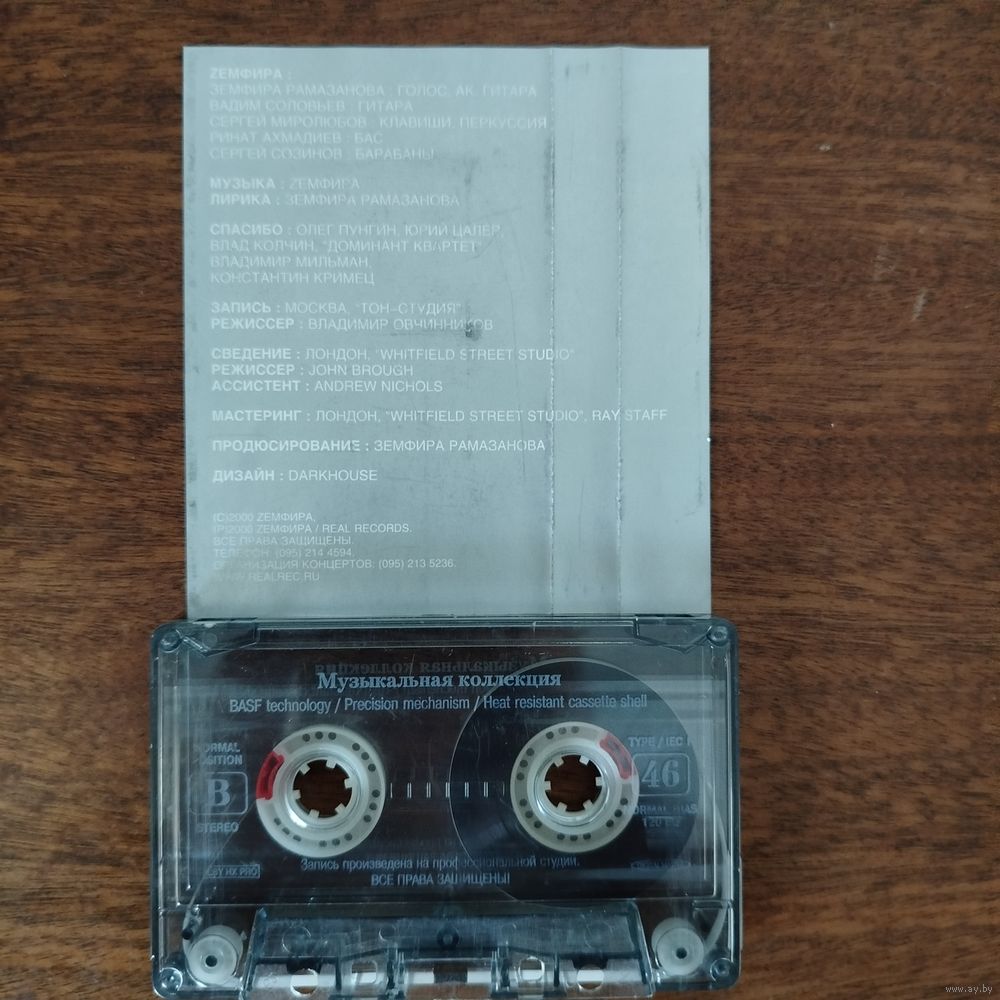 ZЕМФИРА :
ЗЕМФИРА РАМАЗАНОВА : ГОЛОС, АК. ГИТАРА
ВАДИМ СОЛОВЬЕВ : ГИТАРА
СЕРГЕЙ МИРОЛЮБОВ : КЛАВИШИ, ПЕРКУССИЯ
РИНАТ АХМАДИЕВ : БАС
СЕРГЕЙ СОЗИНОВ : БАРАБАНЫ
МУЗЫКА : ZЕМФИРА
ЛИРИКА : ЗЕМФИРА РАМАЗАНОВА
СПАСИБО : ОЛЕГ ПУНГИН, ЮРИЙ ЦАЛЕР,
ВЛАД КОЛЧИН, "ДОМИНАНТ КВАРТЕТ"
ВЛАДИМИР МИЛЬМАН,
КОНСТАНТИН КРИМЕЦ
ЗАПИСЬ : МОСКВА, "ТОН-СТУДИЯ"
РЕЖИССЕР : ВЛАДИМИР ОВЧИННИКОВ
СВЕДЕНИЕ : ЛОНДОН, "WHITFIELD STREET STUDIO"
РЕЖИССЕР : JOHN BROUGH
АССИСТЕНТ : ANDREW NICHOLS
МАСТЕРИНГ : ЛОНДОН, "WHITFIELD STREET STUDIO", RAY STAFF
ПРОДЮСИРОВАНИЕ : ЗЕМФИРА РАМАЗАНОВА
ДИЗАЙН : DARKHOUSE
(C)2000 ZЕМФИРА,
(P)2000 ZЕМФИРА / REAL RECORDS.
ВСЕ ПРАВА ЗАЩИЩЕНЫ.
ТЕЛЕФОН: (095) 214 4594.
ОРГАНИЗАЦИЯ КОНЦЕРТОВ: (095) 213 5236.
WWW.REALREC.RU
Музыкальная коллекция
BASF technology / Precision mechanism / Heat resistant cassette shell
NORMAL
POSITION
B
STEREO
TYPE / IEC I
46
NORMAL BIAS
Запись произведена на профессиональной студии.
ВСЕ ПРАВА ЗАЩИЩЕНЫ!
HX PRO
www.ay.by